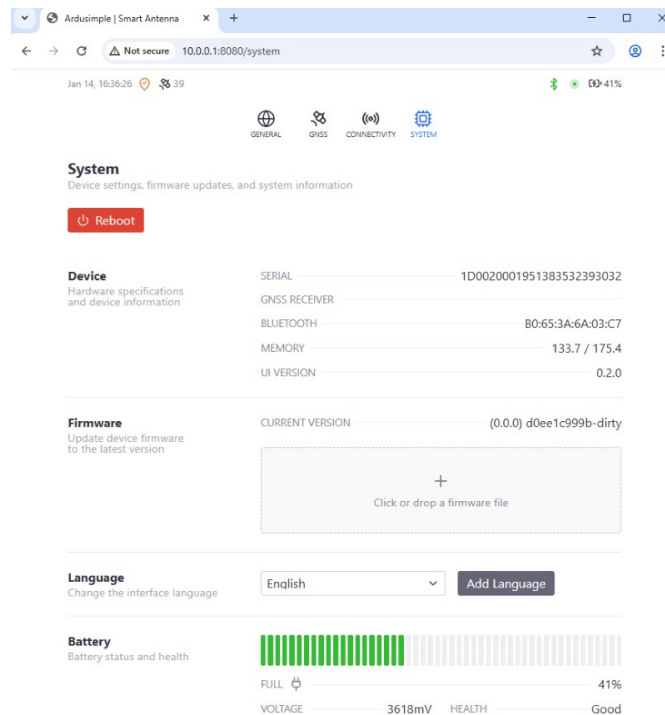 Ardusimple | Smart Antenna
Not secure 10.0.0.1:8080/system
Jan 14, 16:36:26 39 41%
GENERAL GNSS CONNECTIVITY SYSTEM
System
Device settings, firmware updates, and system information
Reboot
Device
Hardware specifications
and device information
SERIAL 1D0020001951383532393032
GNSS RECEIVER
BLUETOOTH B0:65:3A:6A:03:C7
MEMORY 133.7 / 175.4
UI VERSION 0.2.0
Firmware
Update device firmware
to the latest version
CURRENT VERSION (0.0.0) d0ee1c999b-dirty
Click or drop a firmware file
Language
Change the interface language
English
Add Language
Battery
Battery status and health
FULL 41%
VOLTAGE 3618mV HEALTH Good